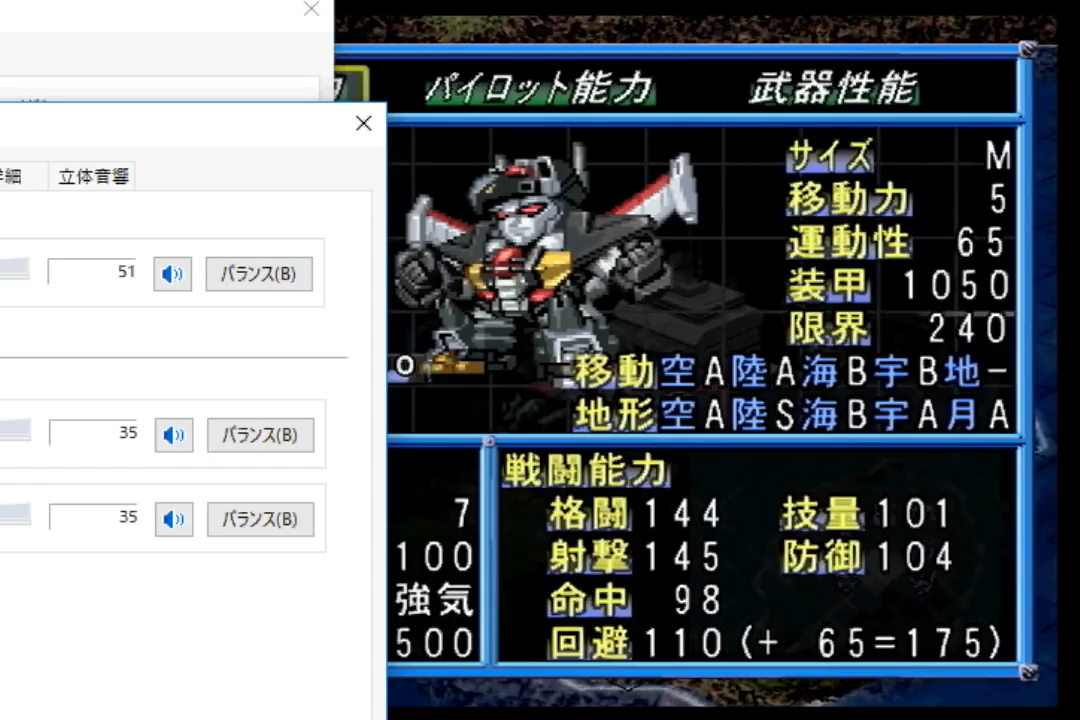 パイロット能力 武器性能
サイズ M
移動力 5
運動性 65
装甲 1050
限界 240
移動 空A陸A海B宇B地-
地形 空A陸S海B宇A月A
細 立体音響
51 バランス(B)
35 バランス(B)
35 バランス(B)
7
100
強気
500
戦闘能力
格闘 144 技量 101
射撃 145 防御 104
命中 98
回避 110 (+ 65=175)